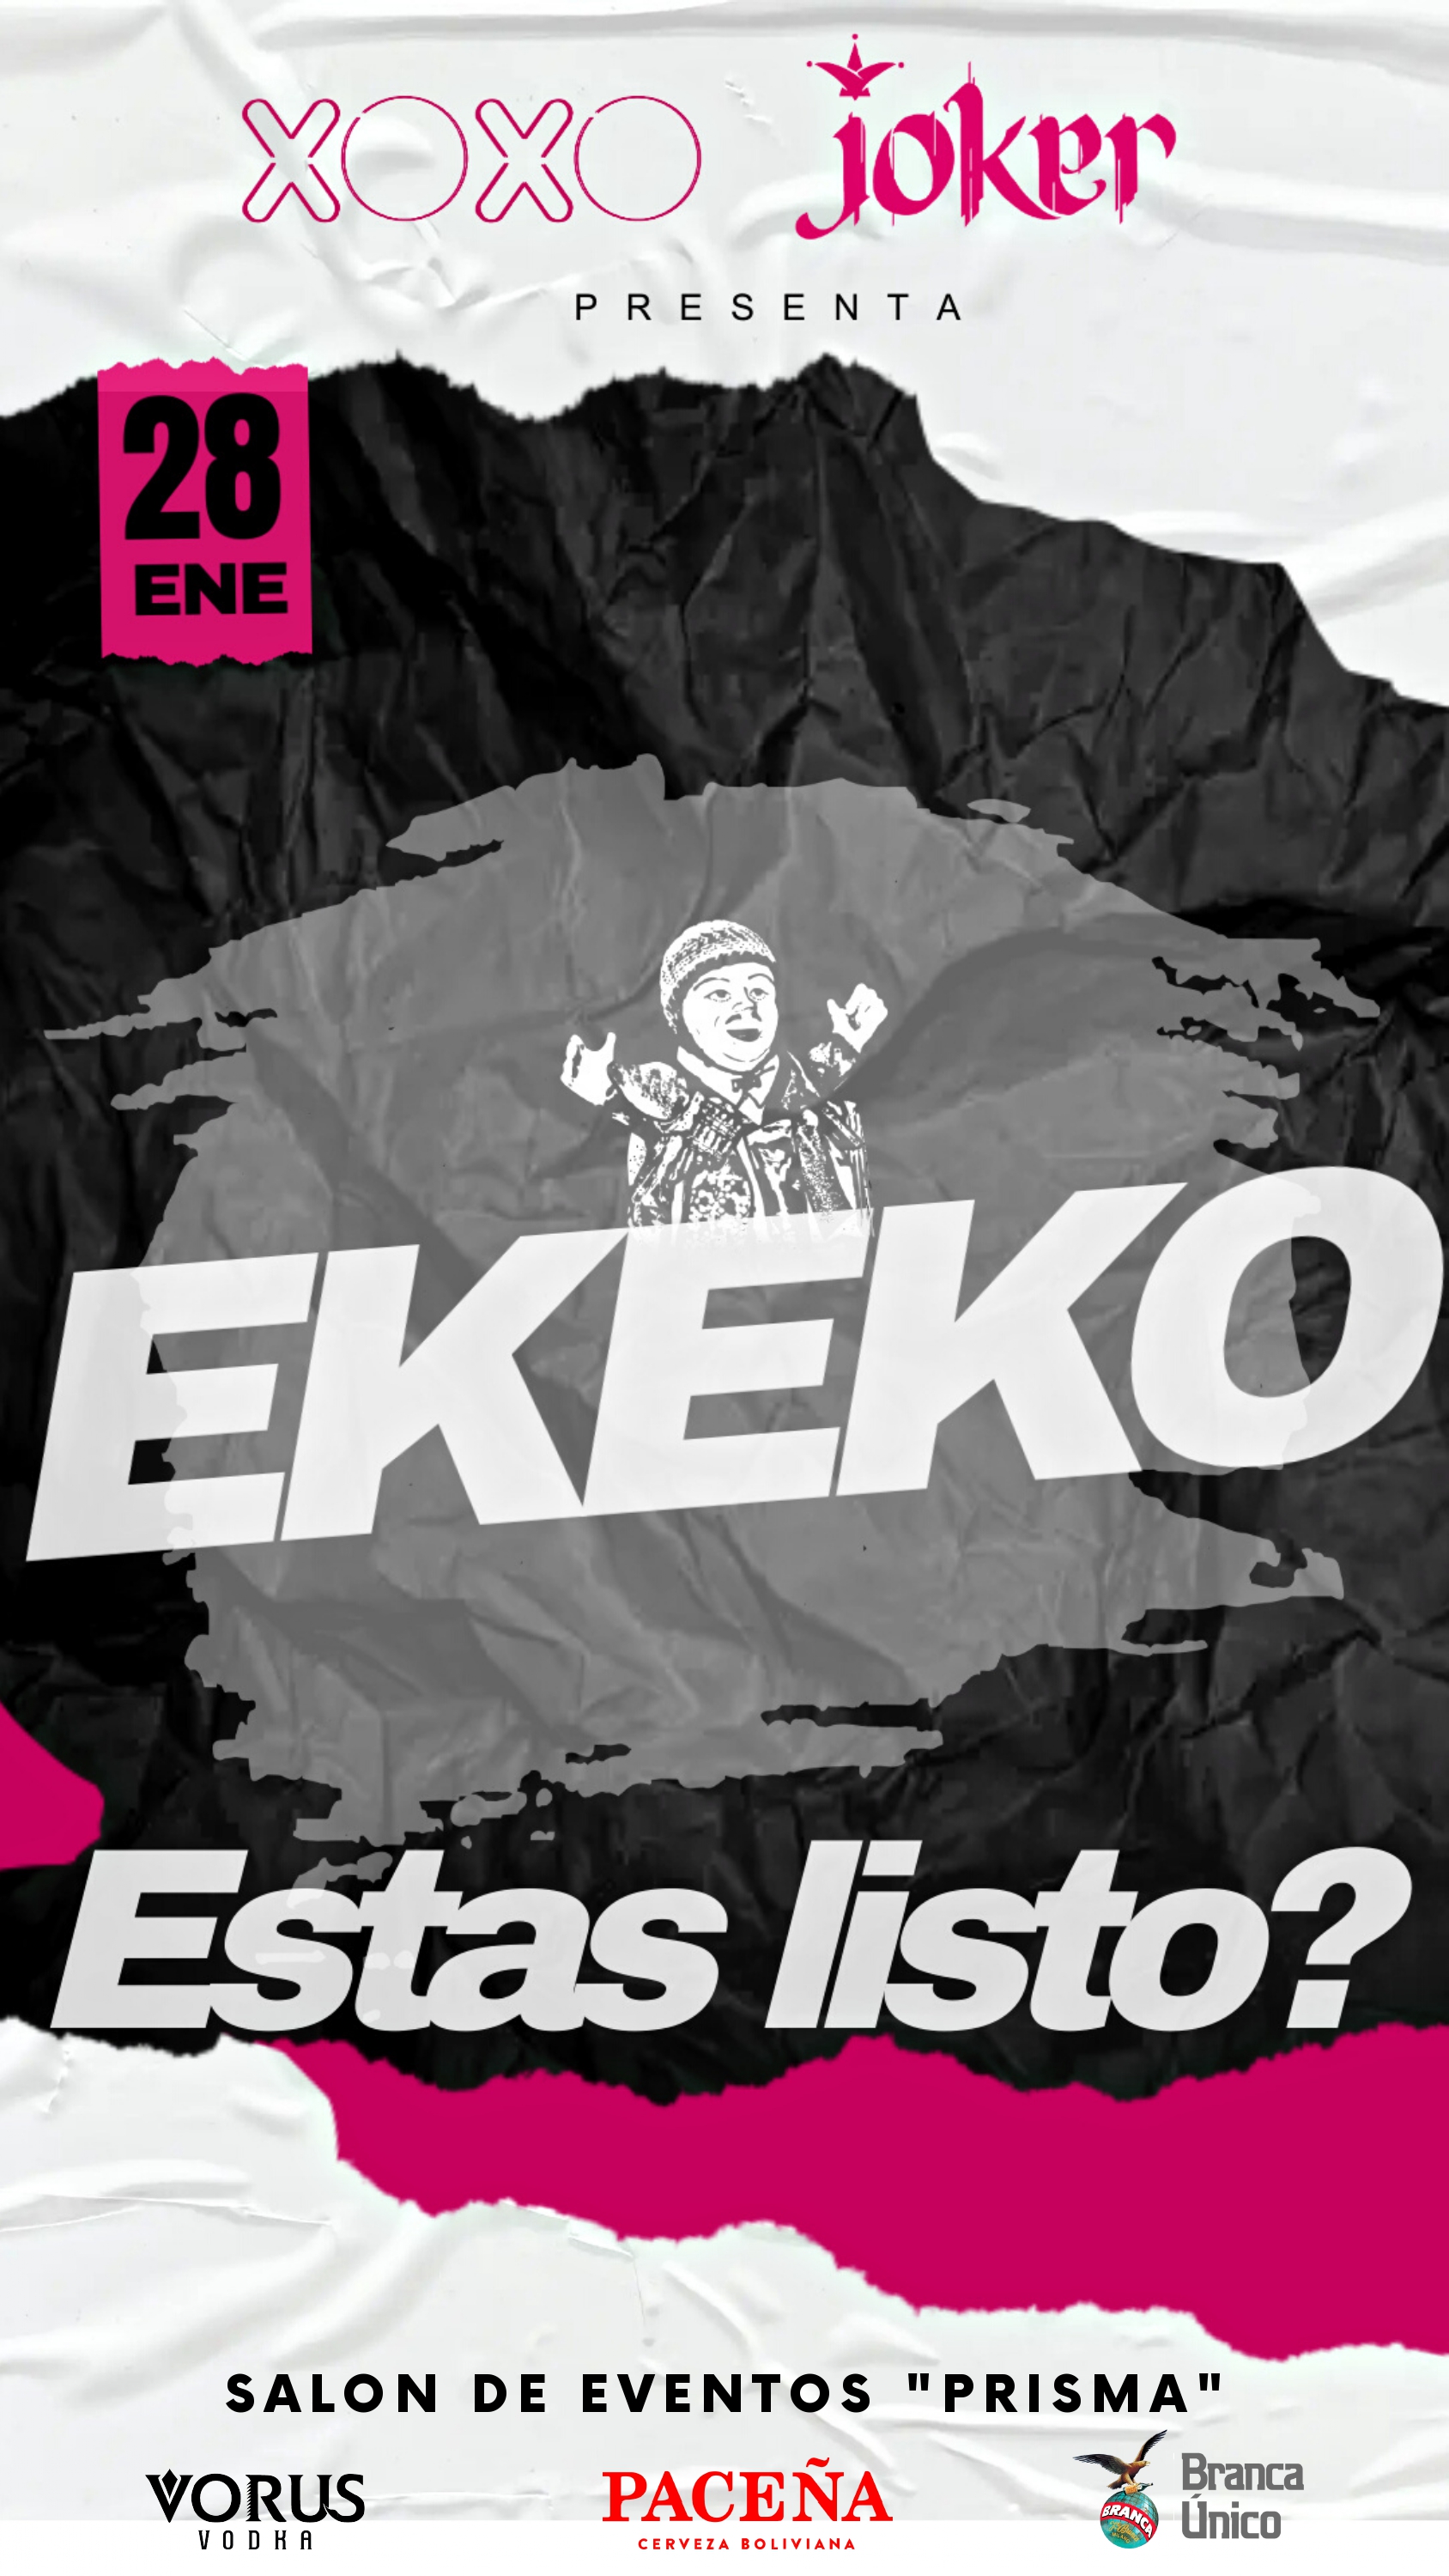 XOXO joker
PRESENTA
28
ENE
EKEKO
Estas listo?
SALON DE EVENTOS "PRISMA"
VORUS
VODKA
PACEÑA
CERVEZA BOLIVIANA
BRANCA
Branca
Único